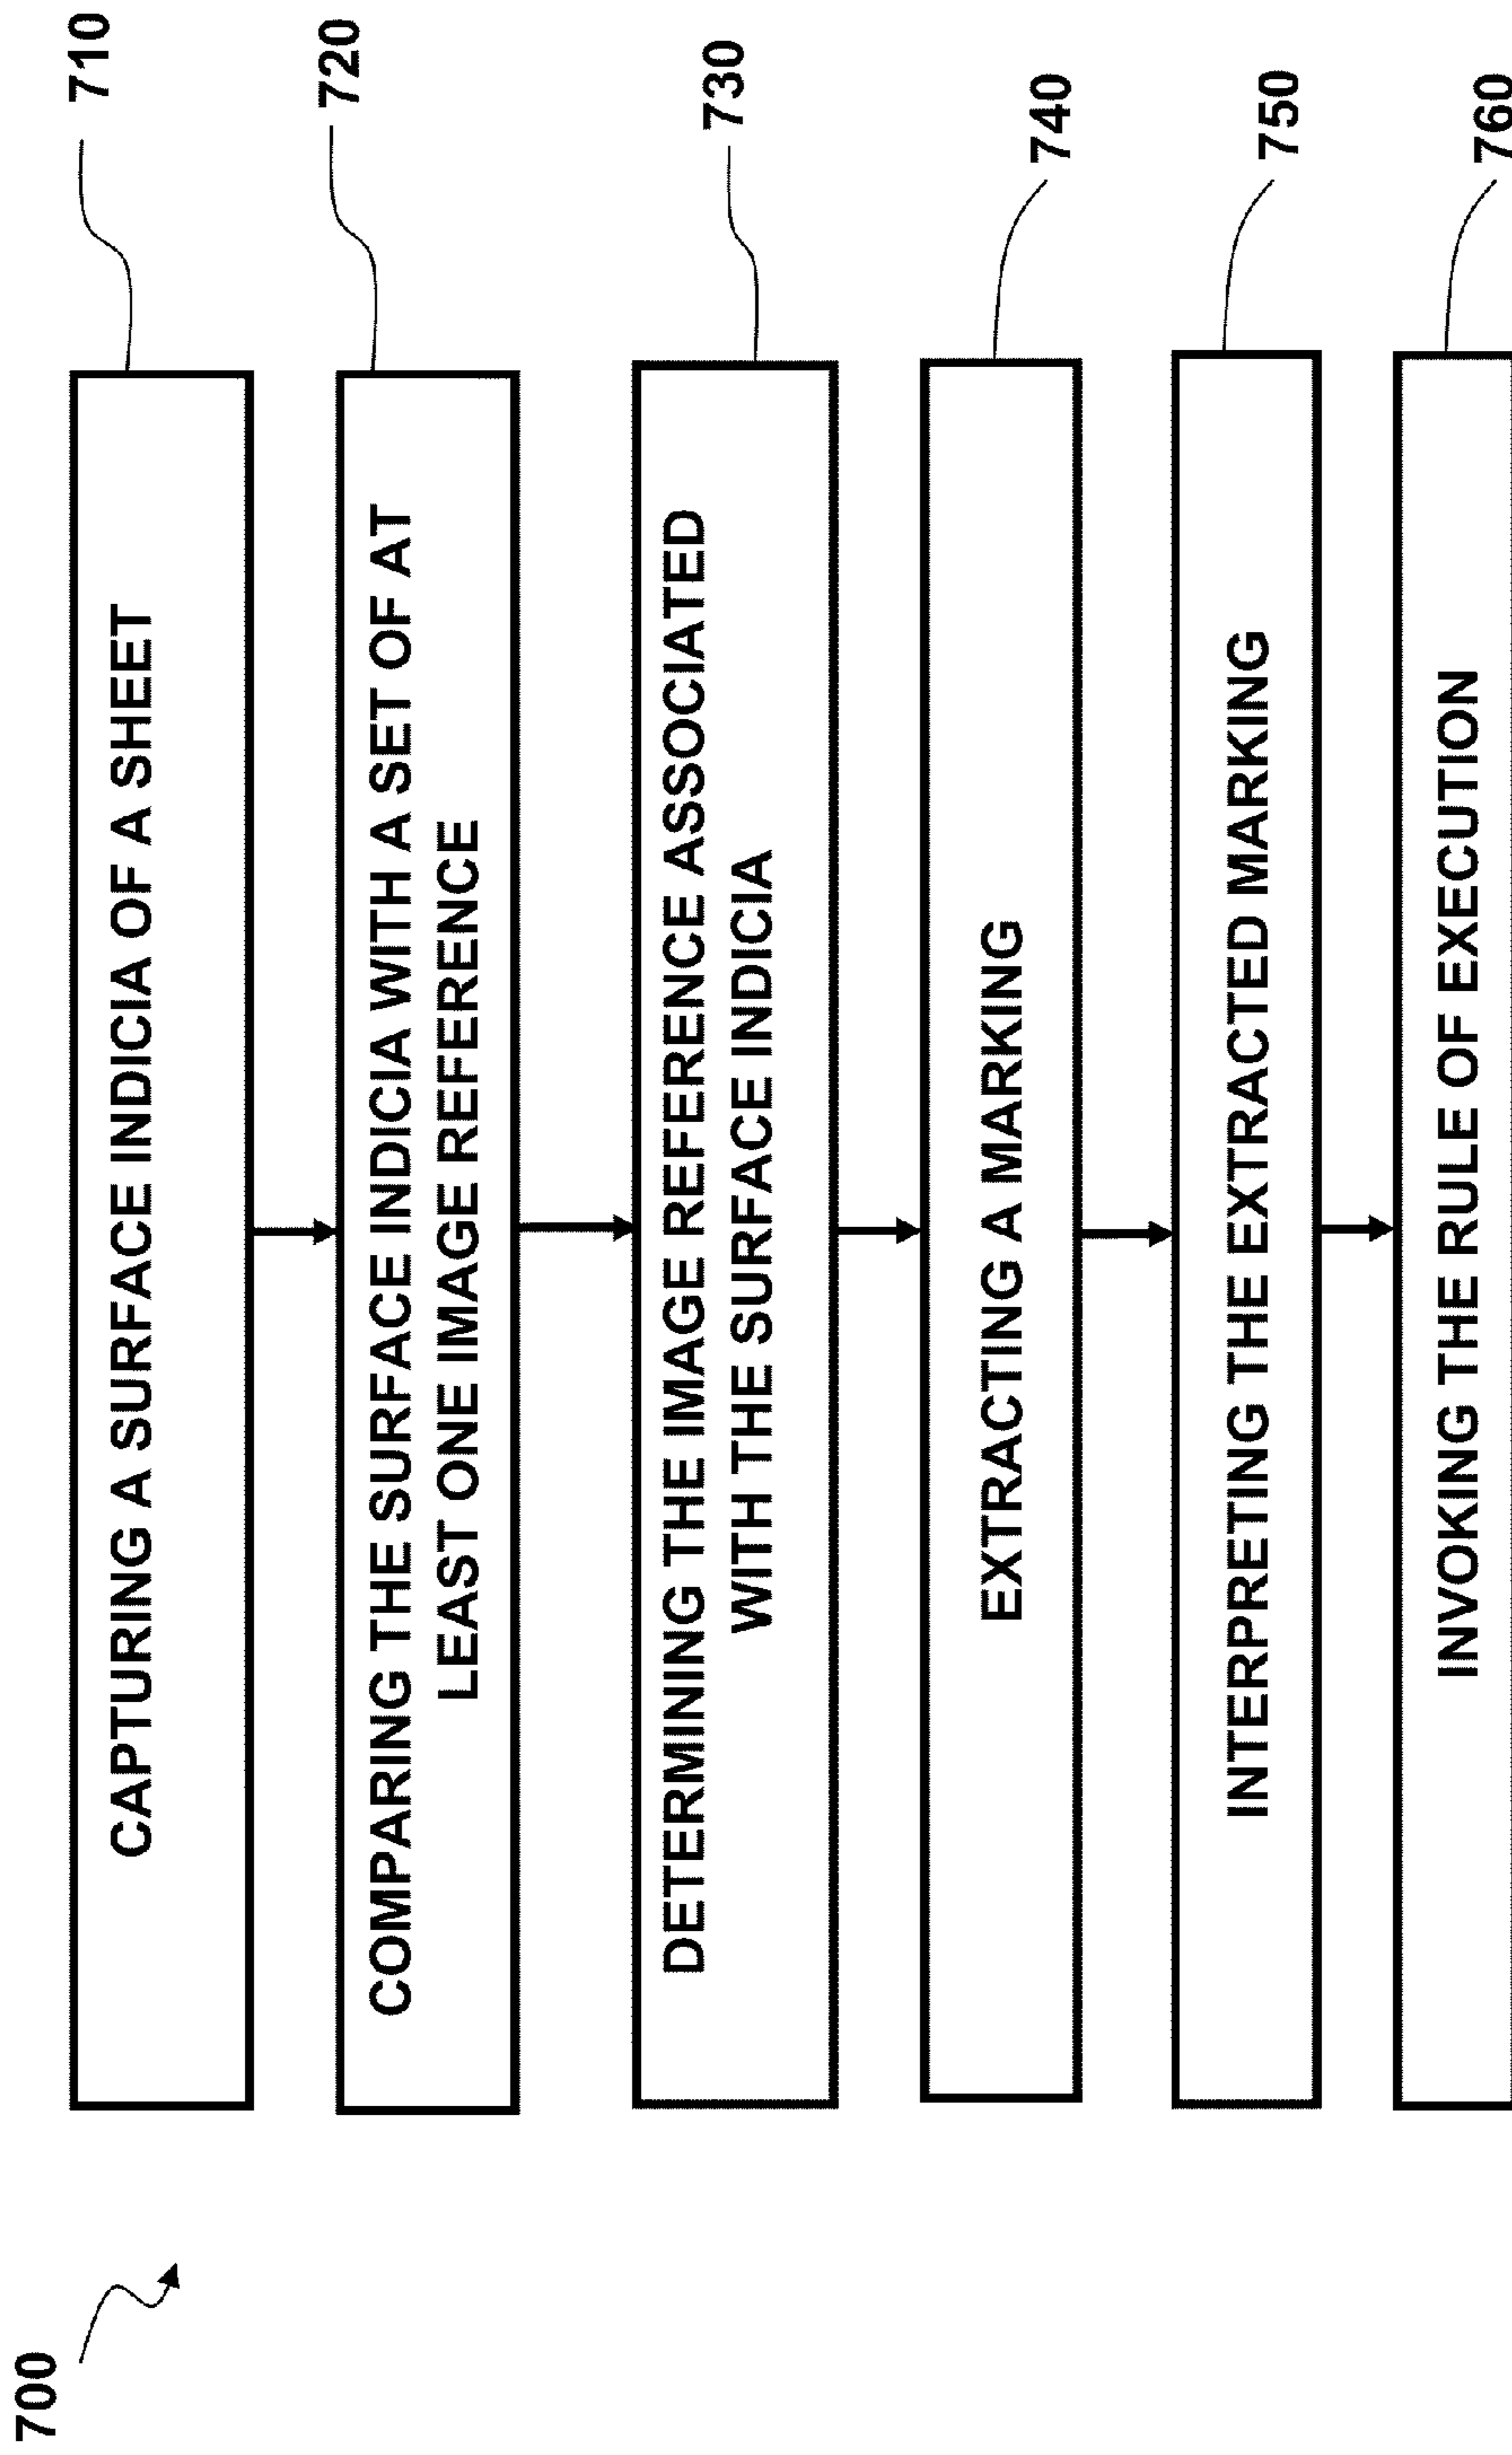 700
CAPTURING A SURFACE INDICIA OF A SHEET
710
COMPARING THE SURFACE INDICIA WITH A SET OF AT
LEAST ONE IMAGE REFERENCE
720
DETERMINING THE IMAGE REFERENCE ASSOCIATED
WITH THE SURFACE INDICIA
730
EXTRACTING A MARKING
740
INTERPRETING THE EXTRACTED MARKING
750
INVOKING THE RULE OF EXECUTION
760